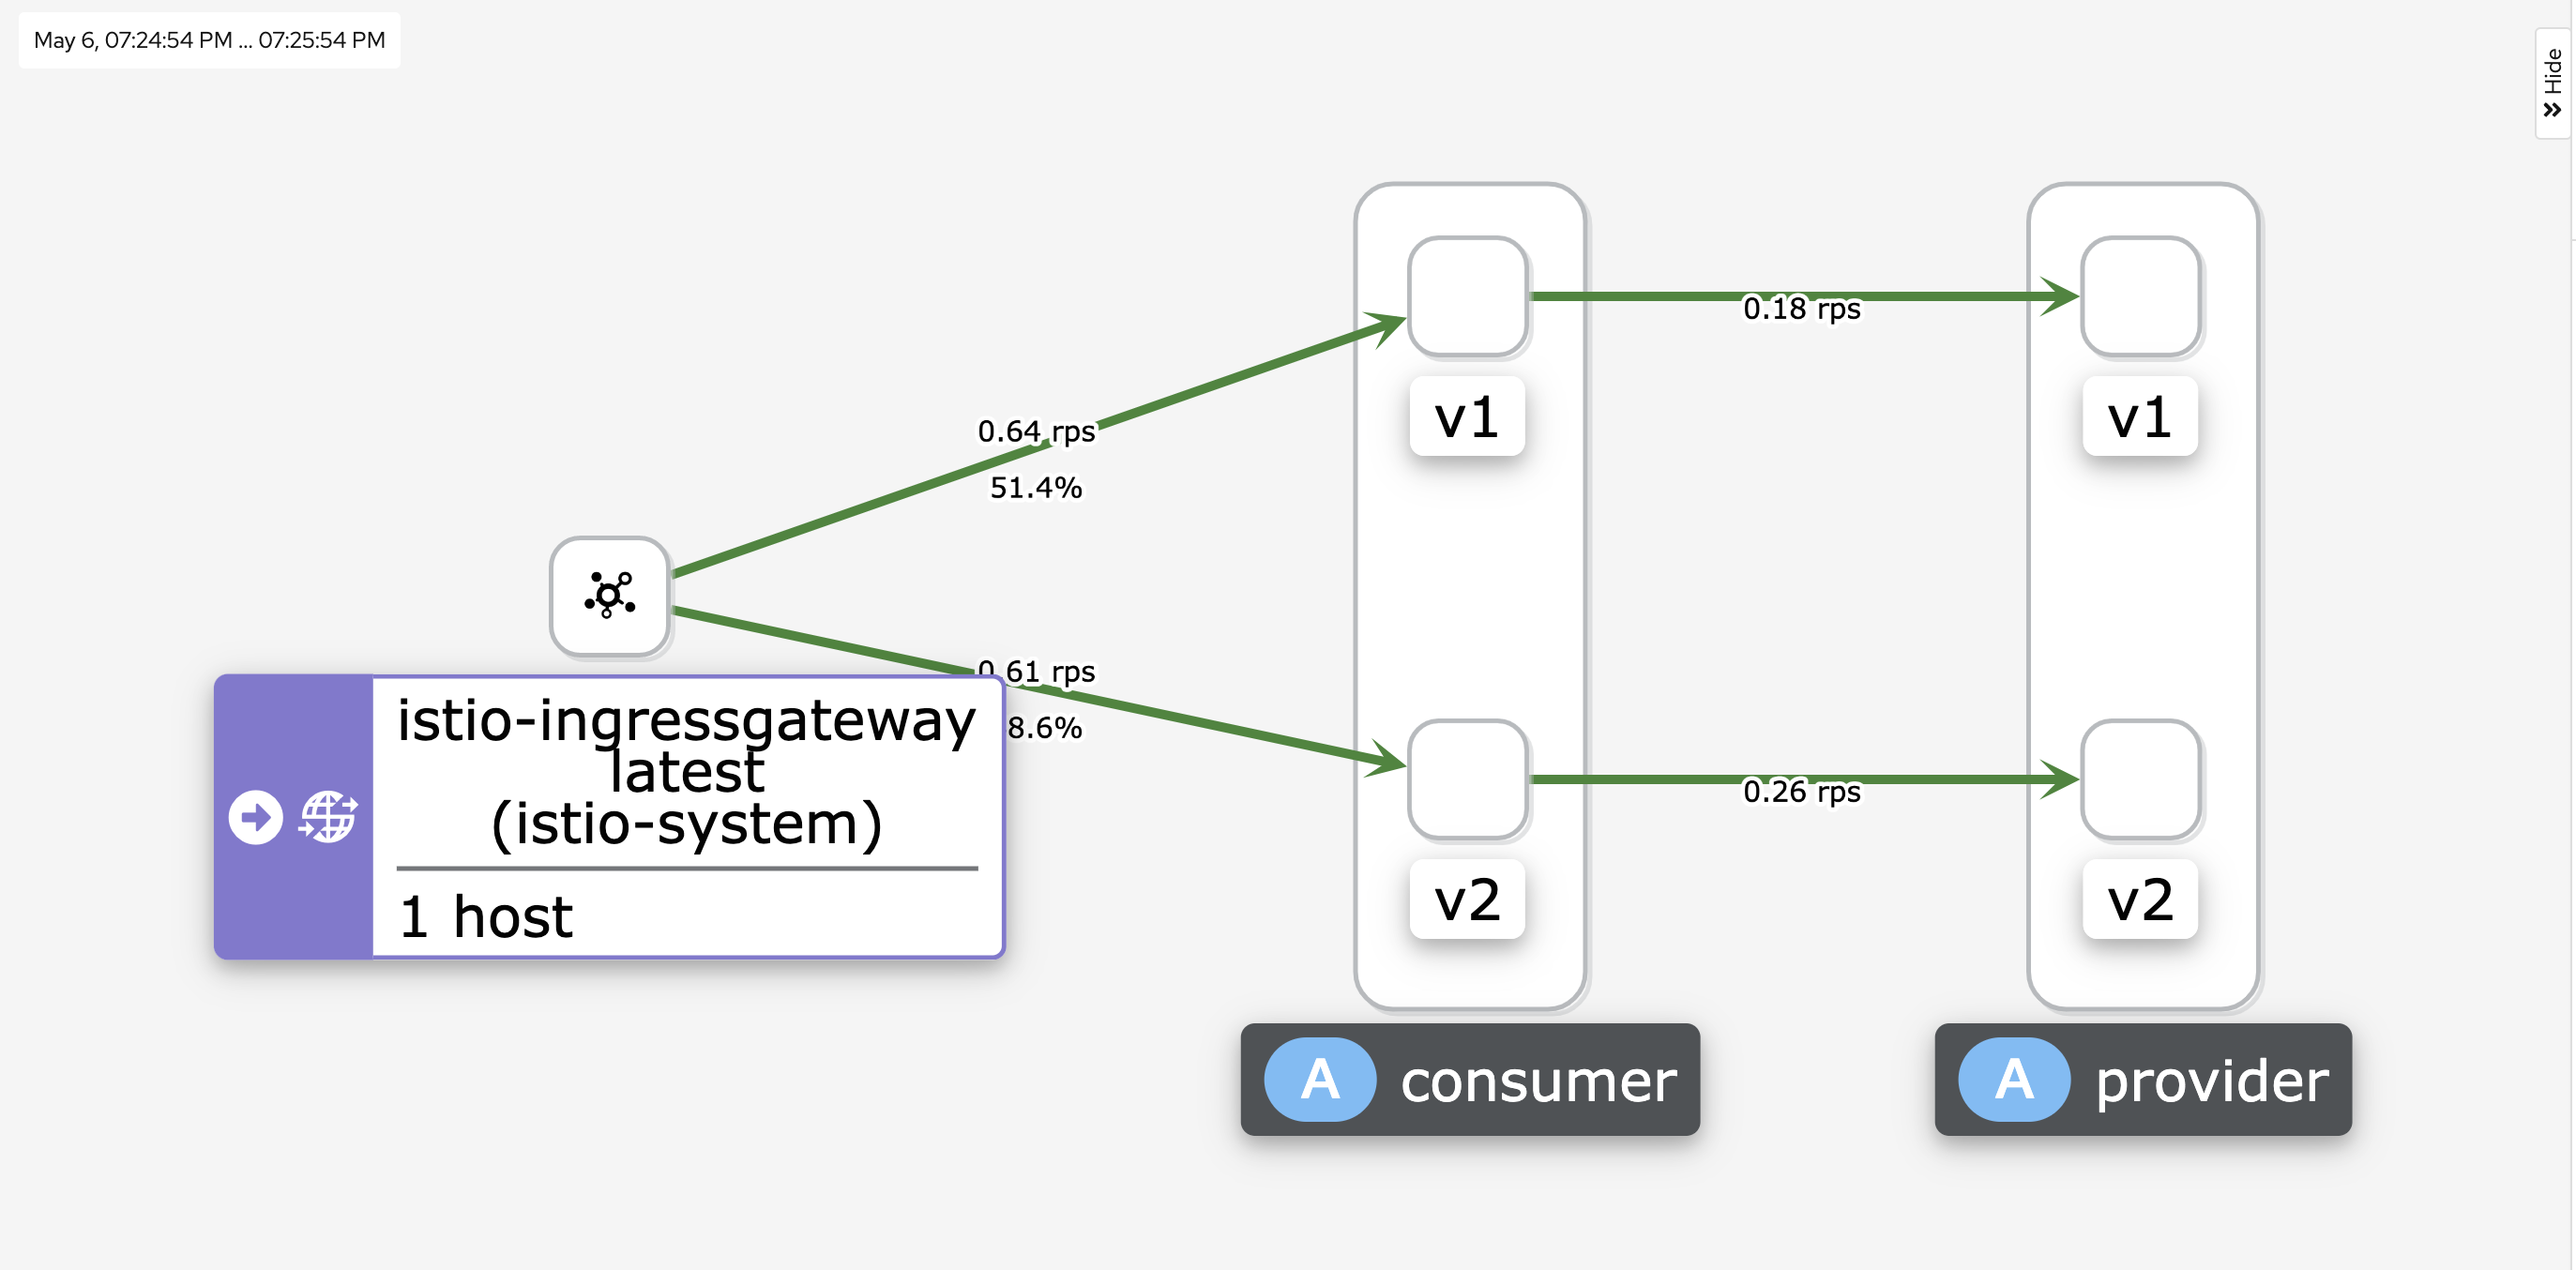 May 6, 07:24:54 PM ... 07:25:54 PM
Hide
0.64 rps
51.4%
0.61 rps
8.6%
istio-ingressgateway
latest
(istio-system)
1 host
0.18 rps
0.26 rps
v1
v2
A consumer
v1
v2
A provider